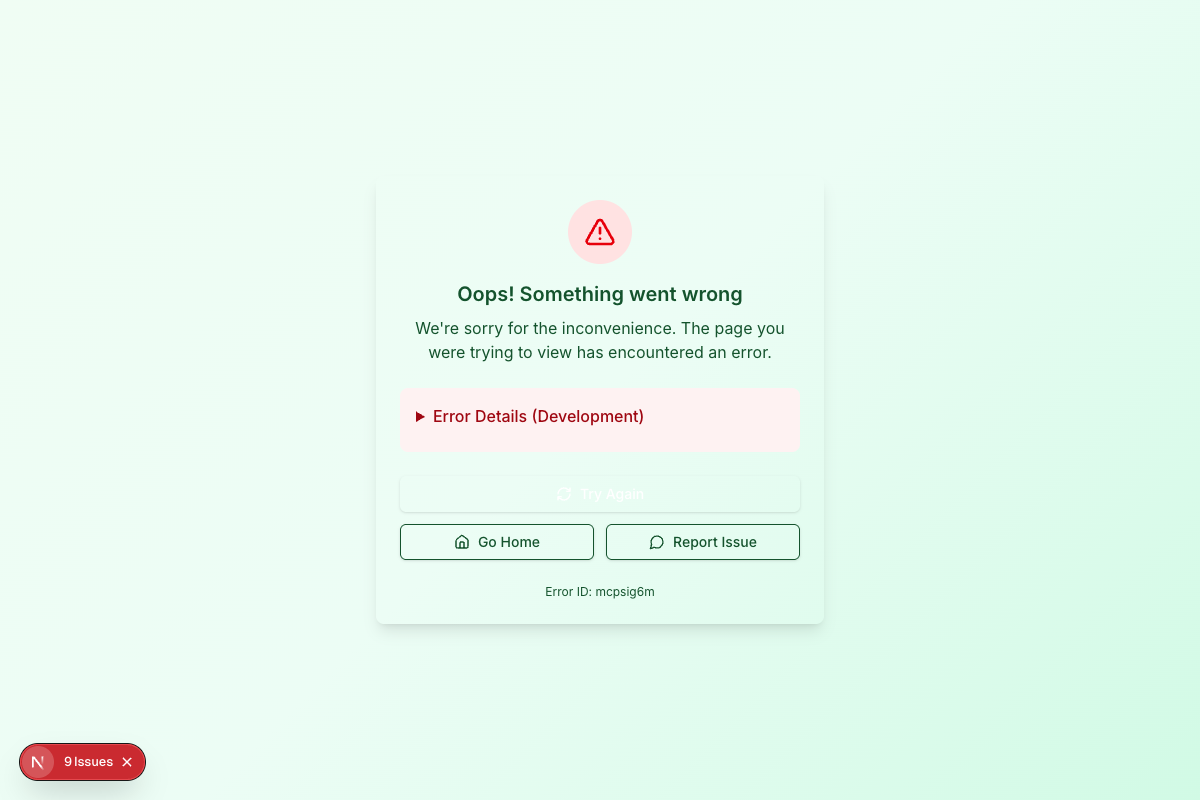 Oops! Something went wrong
We're sorry for the inconvenience. The page you
were trying to view has encountered an error.
Error Details (Development)
Try Again
Go Home
Report Issue
Error ID: mcpsig6m
N
9 Issues